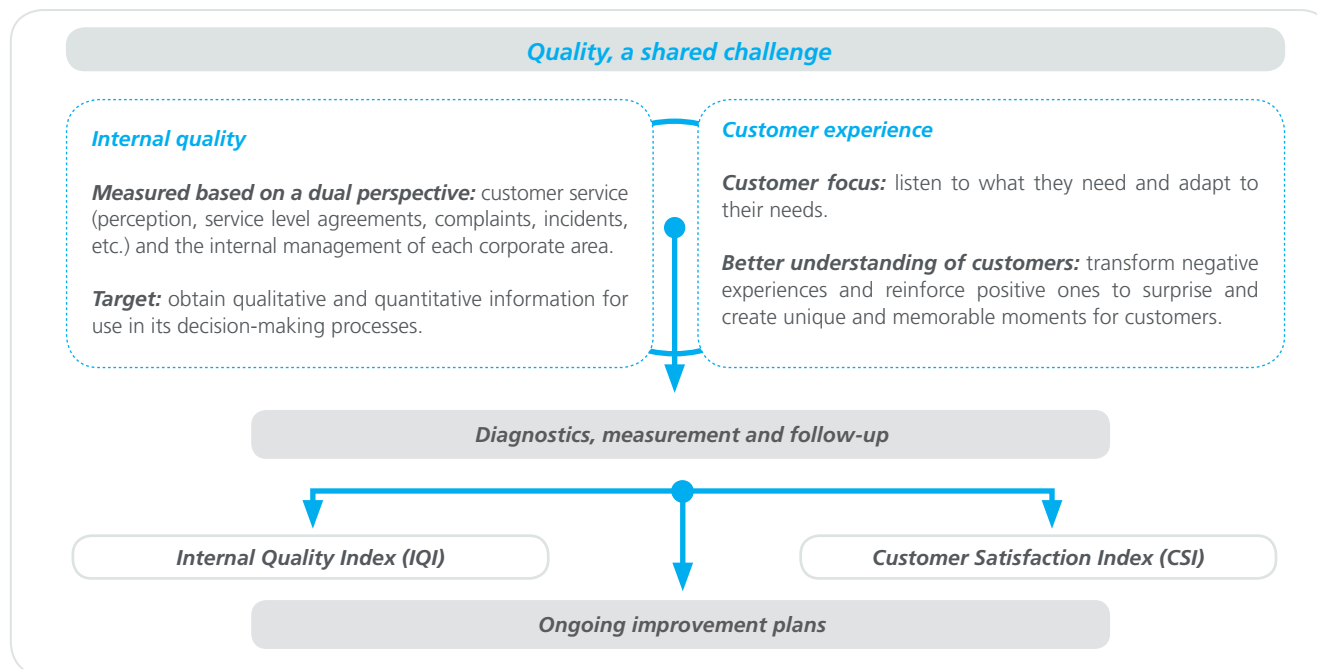 Quality, a shared challenge
Internal quality
Measured based on a dual perspective: customer service
(perception, service level agreements, complaints, incidents,
etc.) and the internal management of each corporate area.
Target: obtain qualitative and quantitative information for
use in its decision-making processes.
Customer experience
Customer focus: listen to what they need and adapt to
their needs.
Better understanding of customers: transform negative
experiences and reinforce positive ones to surprise and
create unique and memorable moments for customers.
Diagnostics, measurement and follow-up
Internal Quality Index (IQI)
Customer Satisfaction Index (CSI)
Ongoing improvement plans